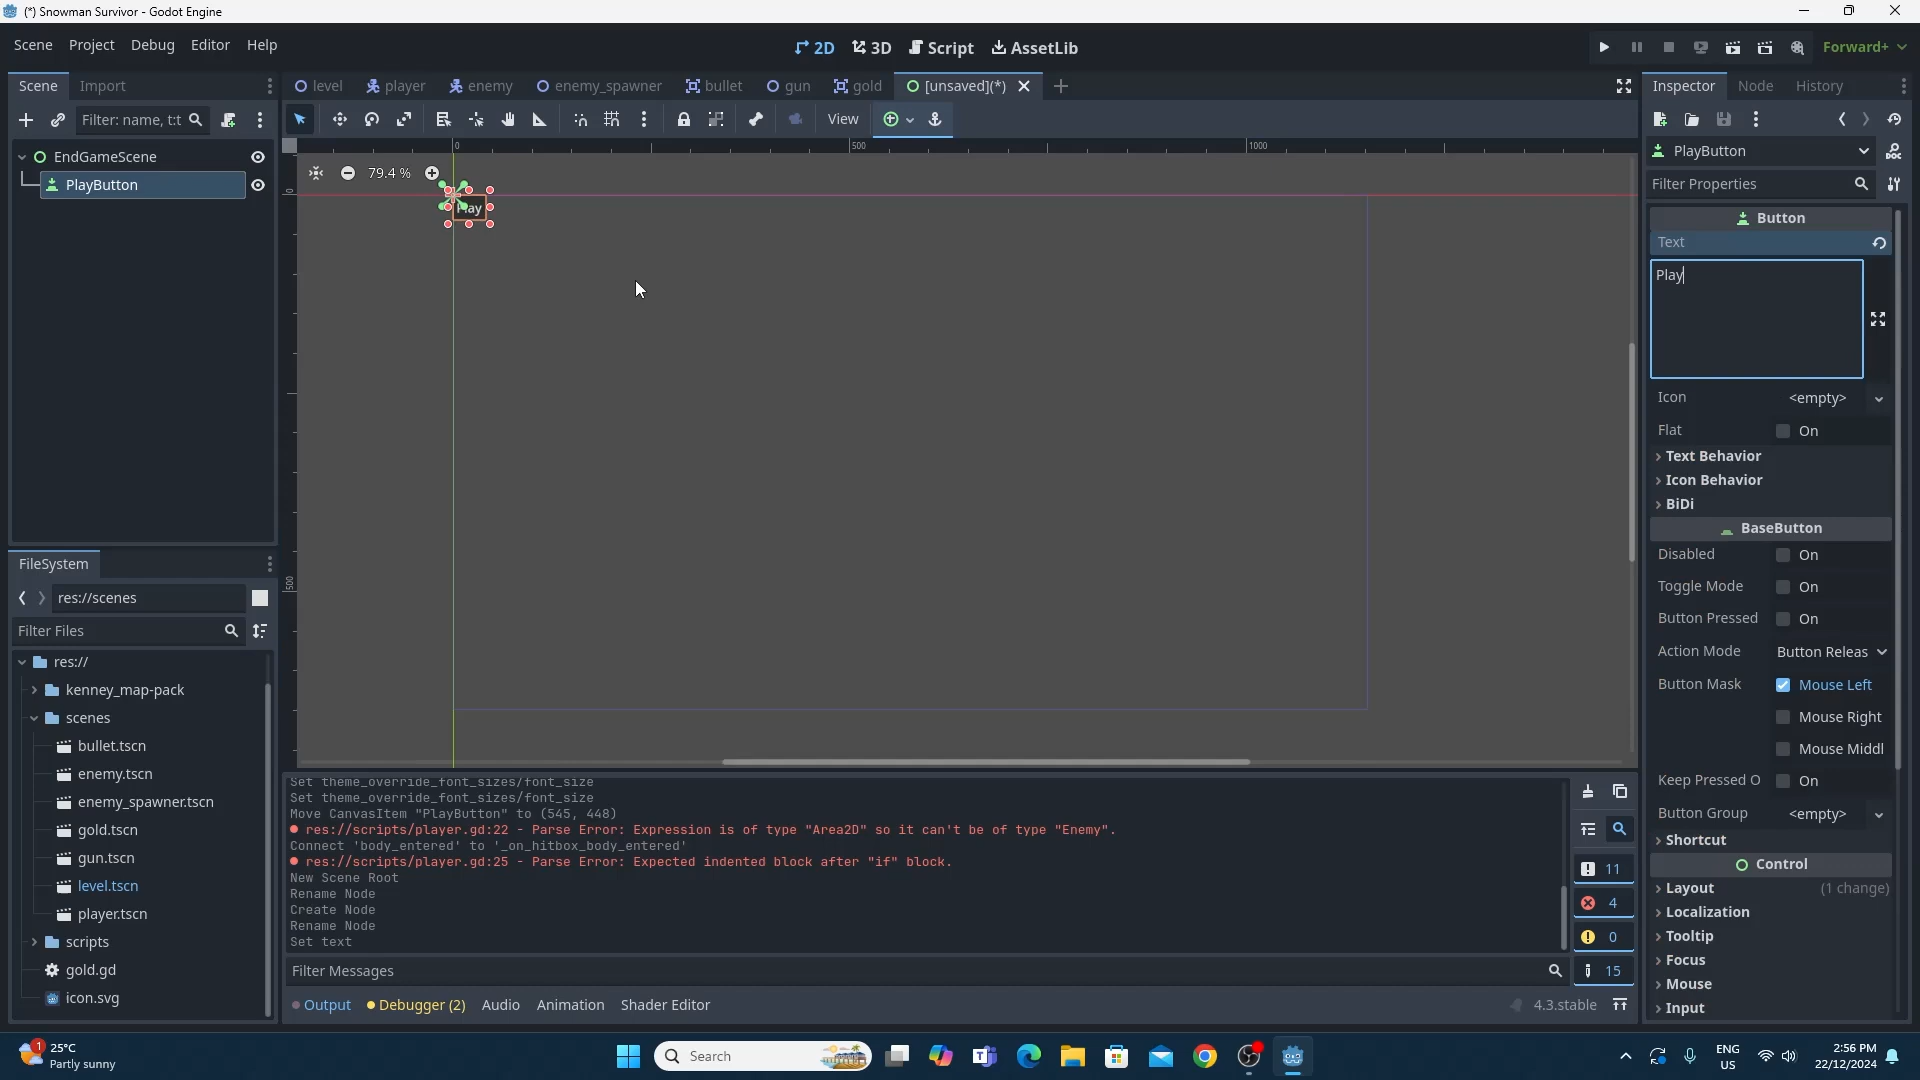 (*) Snowman Survivor - Godot Engine
Scene Project Debug Editor Help
2D 3D Script AssetLib
Forward+
Scene Import
level player enemy enemy_spawner bullet gun gold [unsaved](*)
Inspector Node History
Filter: name, t:t
View
EndGameScene
PlayButton
0 500 1000
79.4 %
Play
0
500
PlayButton
Filter Properties
Button
Text
Play
Icon <empty>
Flat On
Text Behavior
Icon Behavior
BiDi
BaseButton
Disabled On
Toggle Mode On
Button Pressed On
Action Mode Button Releas
Button Mask Mouse Left
Mouse Right
Mouse Middl
Keep Pressed O On
Button Group <empty>
Shortcut
Control
Layout (1 change)
Localization
Tooltip
Focus
Mouse
Input
FileSystem
res://scenes
Filter Files
res://
kenney_map-pack
scenes
bullet.tscn
enemy.tscn
enemy_spawner.tscn
gold.tscn
gun.tscn
level.tscn
player.tscn
scripts
gold.gd
icon.svg
Set theme_override_font_sizes/font_size
Set theme_override_font_sizes/font_size
Move CanvasItem "PlayButton" to (545, 448)
res://scripts/player.gd:22 - Parse Error: Expression is of type "Area2D" so it can't be of type "Enemy".
Connect 'body_entered' to '_on_hitbox_body_entered'
res://scripts/player.gd:25 - Parse Error: Expected indented block after "if" block.
New Scene Root
Rename Node
Create Node
Rename Node
Set text
11
4
0
15
Filter Messages
Output Debugger (2) Audio Animation Shader Editor
4.3.stable
1
25°C
Partly sunny
Search
ENG
US
2:56 PM
22/12/2024